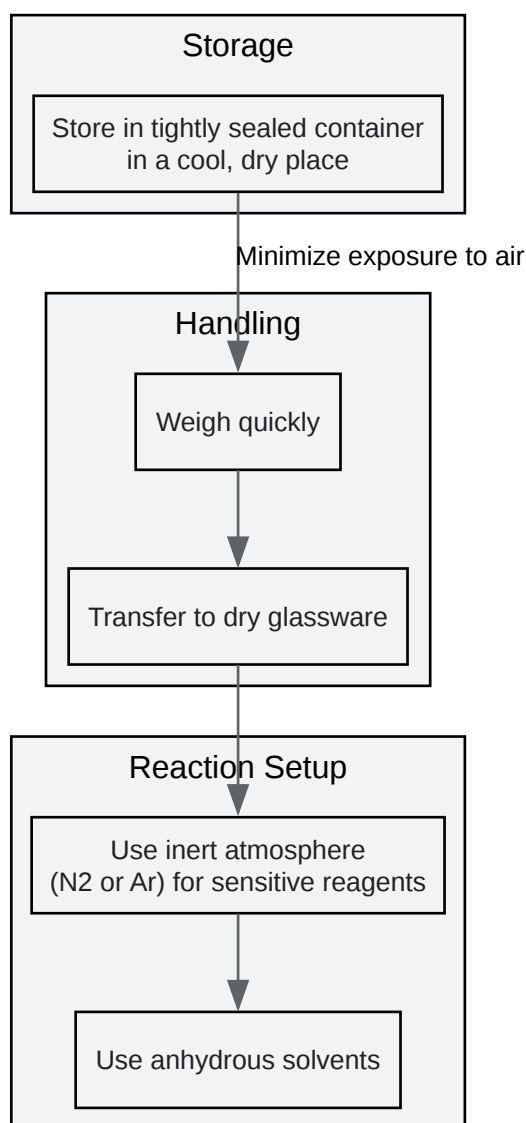 Storage
Store in tightly sealed container
in a cool, dry place
Minimize exposure to air
Handling
Weigh quickly
Transfer to dry glassware
Reaction Setup
Use inert atmosphere
(N2 or Ar) for sensitive reagents
Use anhydrous solvents